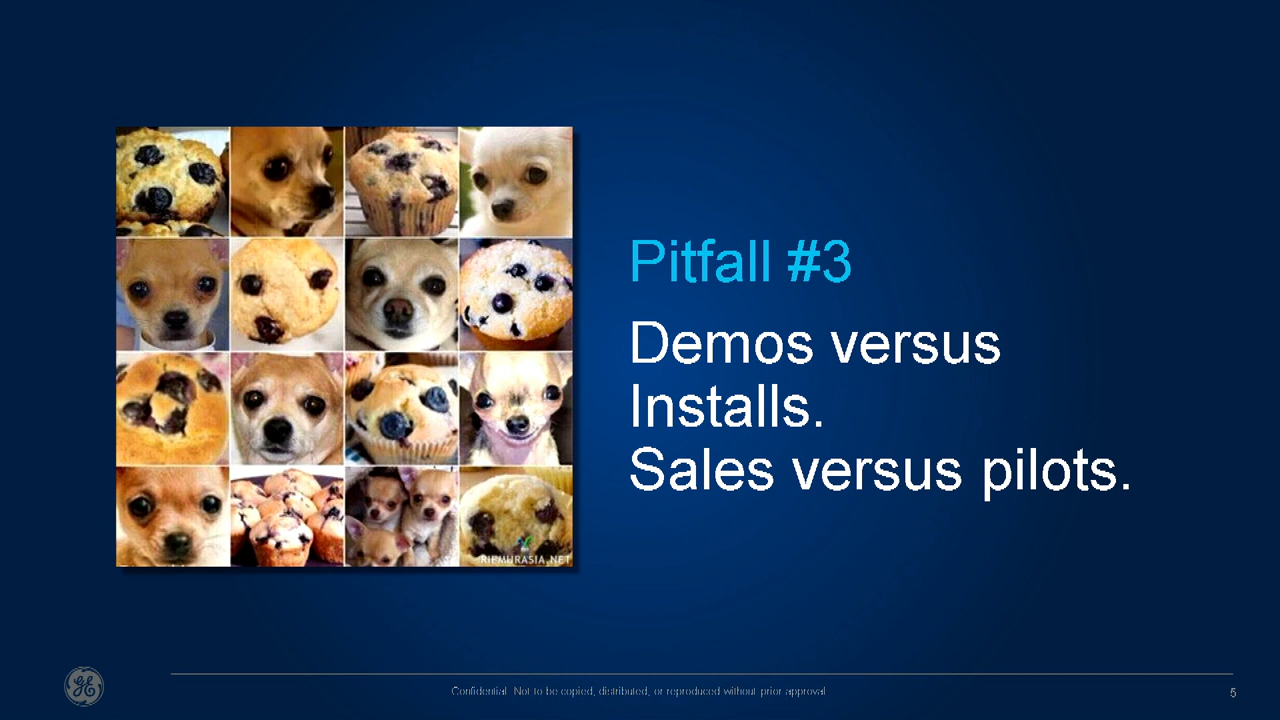 Pitfall #3
Demos versus
Installs.
Sales versus pilots.
RIEMURASIA.NET
GE
Confidential. Not to be copied, distributed, or reproduced without prior approval.
5